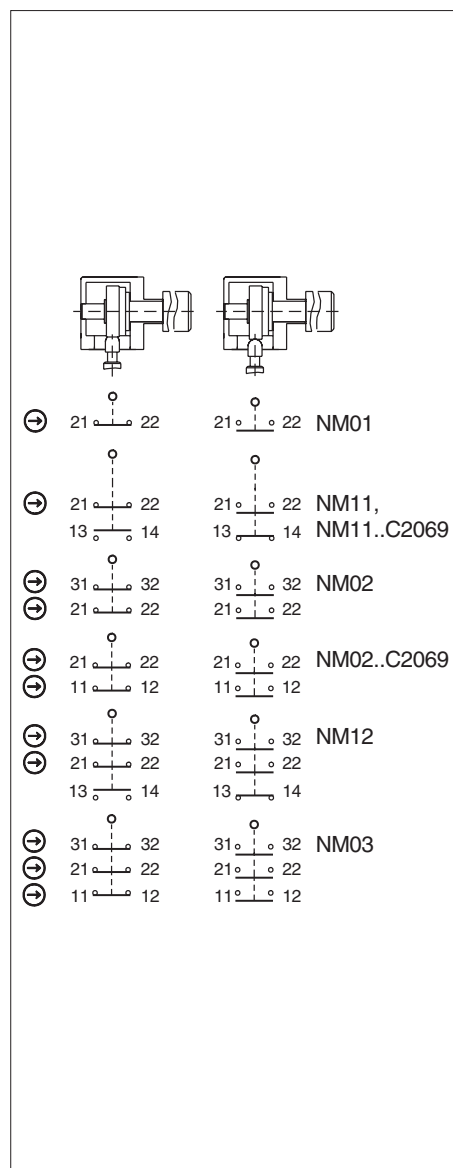 21 22 21 22 NM01
21 22 21 22 NM11,
13 14 13 14 NM11..C2069
31 32 31 32 NM02
21 22 21 22
21 22 21 22 NM02..C2069
11 12 11 12
31 32 31 32 NM12
21 22 21 22
13 14 13 14
31 32 31 32 NM03
21 22 21 22
11 12 11 12